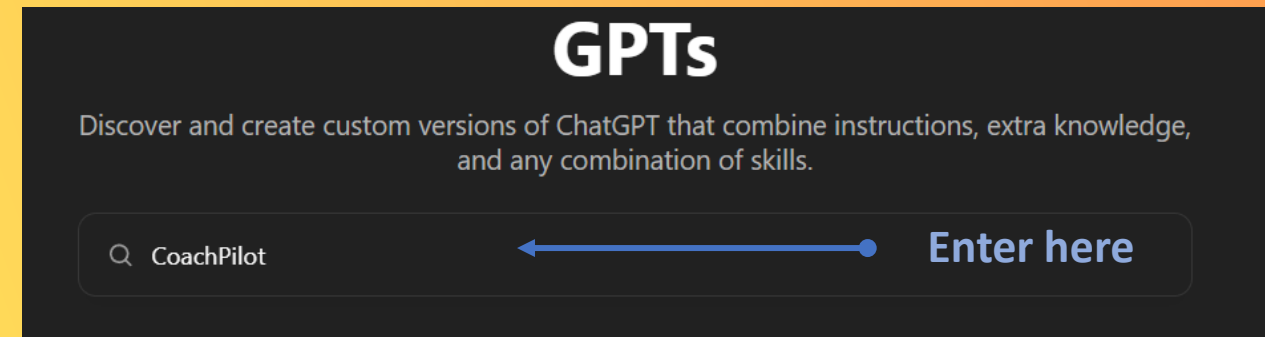 GPTs
Discover and create custom versions of ChatGPT that combine instructions, extra knowledge,
and any combination of skills.
CoachPilot
Enter here